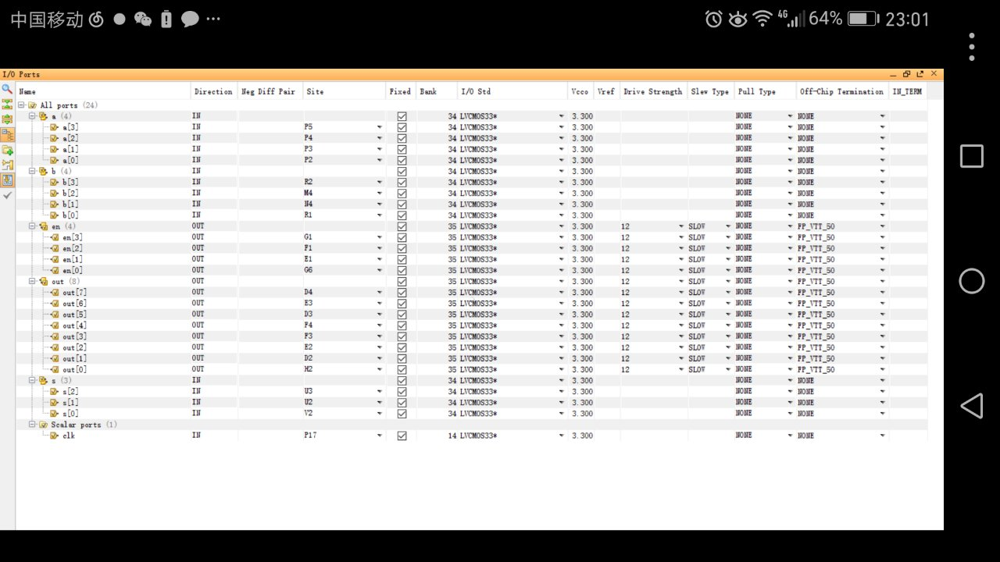 中国移动 4G 64% 23:01
I/O Ports
Name Direction Neg Diff Pair Site Fixed Bank I/O Std Vcco Vref Drive Strength Slew Type Pull Type Off-Chip Termination IN_TERM
All ports (24)
a (4) IN 34 LVCMOS33* 3.300 NONE NONE
a[3] IN P5 34 LVCMOS33* 3.300 NONE NONE
a[2] IN P4 34 LVCMOS33* 3.300 NONE NONE
a[1] IN P3 34 LVCMOS33* 3.300 NONE NONE
a[0] IN P2 34 LVCMOS33* 3.300 NONE NONE
b (4) IN 34 LVCMOS33* 3.300 NONE NONE
b[3] IN R2 34 LVCMOS33* 3.300 NONE NONE
b[2] IN M4 34 LVCMOS33* 3.300 NONE NONE
b[1] IN N4 34 LVCMOS33* 3.300 NONE NONE
b[0] IN R1 34 LVCMOS33* 3.300 NONE NONE
en (4) OUT 35 LVCMOS33* 3.300 12 SLOW NONE FP_VTT_50
en[3] OUT G1 35 LVCMOS33* 3.300 12 SLOW NONE FP_VTT_50
en[2] OUT F1 35 LVCMOS33* 3.300 12 SLOW NONE FP_VTT_50
en[1] OUT E1 35 LVCMOS33* 3.300 12 SLOW NONE FP_VTT_50
en[0] OUT G6 35 LVCMOS33* 3.300 12 SLOW NONE FP_VTT_50
out (8) OUT 35 LVCMOS33* 3.300 12 SLOW NONE FP_VTT_50
out[7] OUT D4 35 LVCMOS33* 3.300 12 SLOW NONE FP_VTT_50
out[6] OUT E3 35 LVCMOS33* 3.300 12 SLOW NONE FP_VTT_50
out[5] OUT D3 35 LVCMOS33* 3.300 12 SLOW NONE FP_VTT_50
out[4] OUT F4 35 LVCMOS33* 3.300 12 SLOW NONE FP_VTT_50
out[3] OUT F3 35 LVCMOS33* 3.300 12 SLOW NONE FP_VTT_50
out[2] OUT E2 35 LVCMOS33* 3.300 12 SLOW NONE FP_VTT_50
out[1] OUT D2 35 LVCMOS33* 3.300 12 SLOW NONE FP_VTT_50
out[0] OUT H2 35 LVCMOS33* 3.300 12 SLOW NONE FP_VTT_50
s (3) IN 34 LVCMOS33* 3.300 NONE NONE
s[2] IN U3 34 LVCMOS33* 3.300 NONE NONE
s[1] IN U2 34 LVCMOS33* 3.300 NONE NONE
s[0] IN V2 34 LVCMOS33* 3.300 NONE NONE
Scalar ports (1)
clk IN P17 14 LVCMOS33* 3.300 NONE NONE